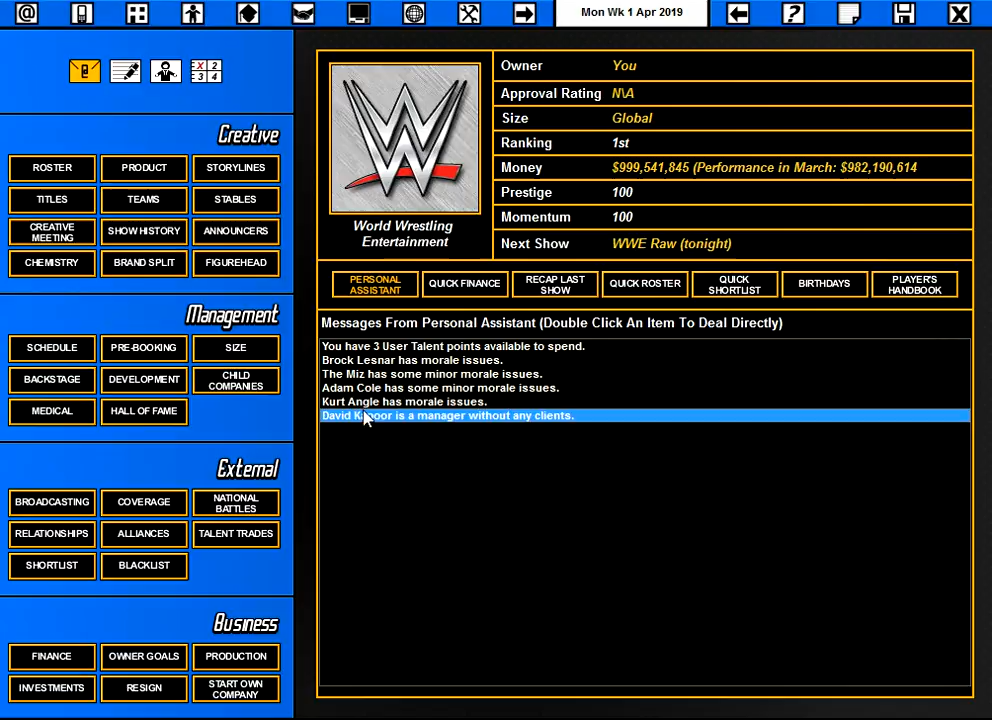 Mon Wk 1 Apr 2019
Creative
ROSTER
PRODUCT
STORYLINES
TITLES
TEAMS
STABLES
CREATIVE
MEETING
SHOW HISTORY
ANNOUNCERS
CHEMISTRY
BRAND SPLIT
FIGUREHEAD
Management
SCHEDULE
PRE-BOOKING
SIZE
BACKSTAGE
DEVELOPMENT
CHILD
COMPANIES
MEDICAL
HALL OF FAME
External
BROADCASTING
COVERAGE
NATIONAL
BATTLES
RELATIONSHIPS
ALLIANCES
TALENT TRADES
SHORTLIST
BLACKLIST
Business
FINANCE
OWNER GOALS
PRODUCTION
INVESTMENTS
RESIGN
START OWN
COMPANY
World Wrestling
Entertainment
Owner You
Approval Rating N\A
Size Global
Ranking 1st
Money $999,541,845 (Performance in March: $982,190,614
Prestige 100
Momentum 100
Next Show WWE Raw (tonight)
PERSONAL
ASSISTANT
QUICK FINANCE
RECAP LAST
SHOW
QUICK ROSTER
QUICK
SHORTLIST
BIRTHDAYS
PLAYER'S
HANDBOOK
Messages From Personal Assistant (Double Click An Item To Deal Directly)
You have 3 User Talent points available to spend.
Brock Lesnar has morale issues.
The Miz has some minor morale issues.
Adam Cole has some minor morale issues.
Kurt Angle has morale issues.
David Kapoor is a manager without any clients.